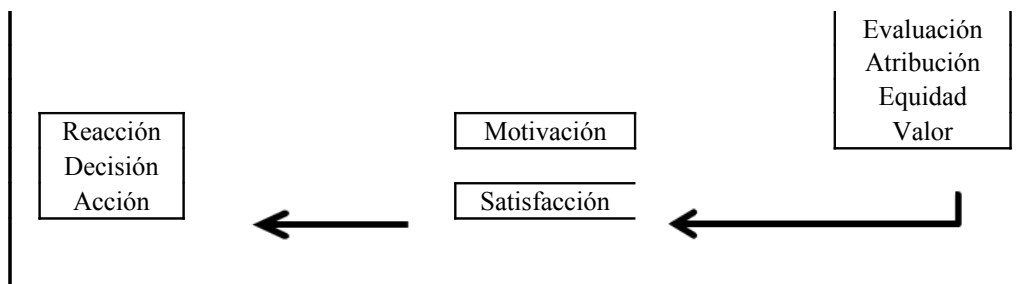 Evaluación
Atribución
Equidad
Valor
Reacción
Decisión
Acción
Motivación
Satisfacción